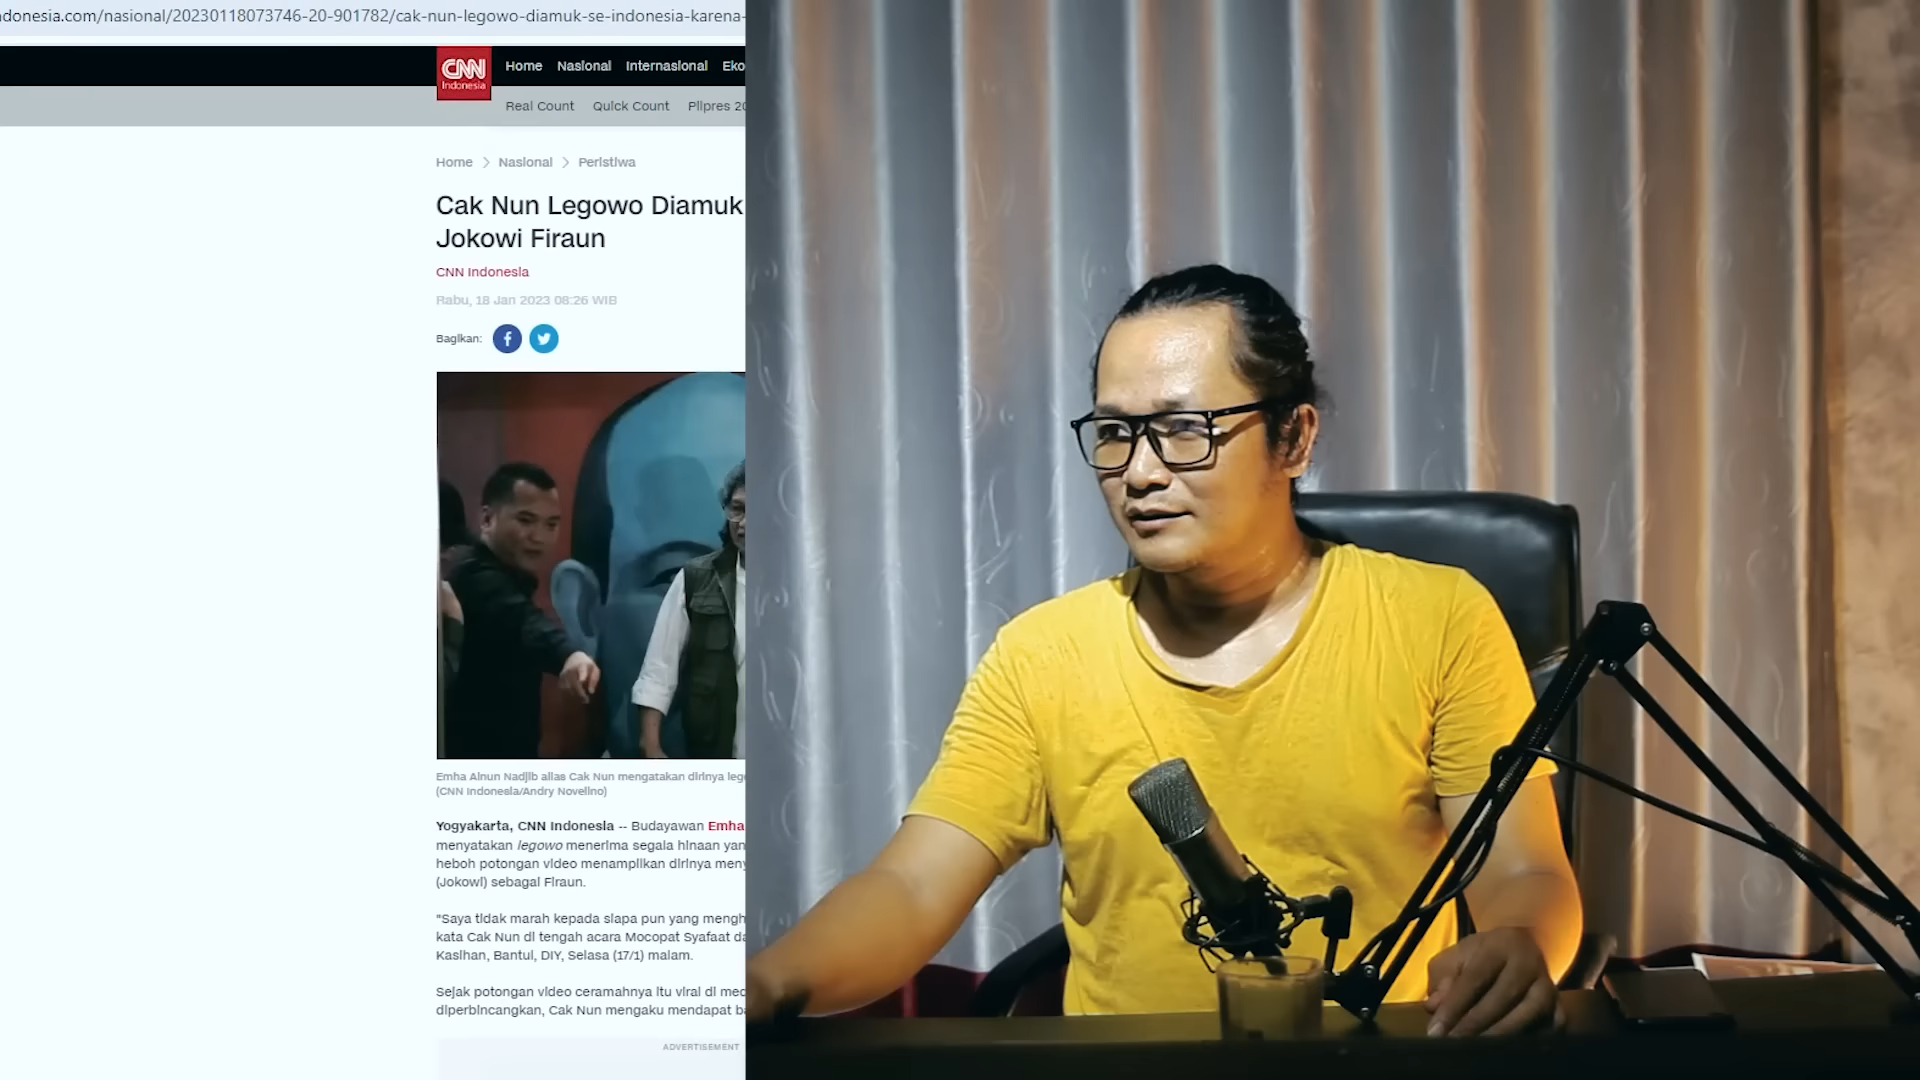 donesia.com/nasional/20230118073746-20-901782/cak-nun-legowo-diamuk-se-indonesia-karena-
CNN
Indonesia
Home Nasional Internasional Eko
Real Count Quick Count Pilpres 20
Home > Nasional > Peristiwa
Cak Nun Legowo Diamuk
Jokowi Firaun
CNN Indonesia
Rabu, 18 Jan 2023 08:26 WIB
Bagikan:
Emha Ainun Nadjib alias Cak Nun mengatakan dirinya leg
(CNN Indonesia/Andry Novelino)
Yogyakarta, CNN Indonesia -- Budayawan Emha
menyatakan legowo menerima segala hinaan yan
heboh potongan video menampilkan dirinya meny
(Jokowi) sebagai Firaun.
"Saya tidak marah kepada siapa pun yang mengh
kata Cak Nun di tengah acara Mocopat Syafaat da
Kasihan, Bantul, DIY, Selasa (17/1) malam.
Sejak potongan video ceramahnya itu viral di med
diperbincangkan, Cak Nun mengaku mendapat ba
ADVERTISEMENT